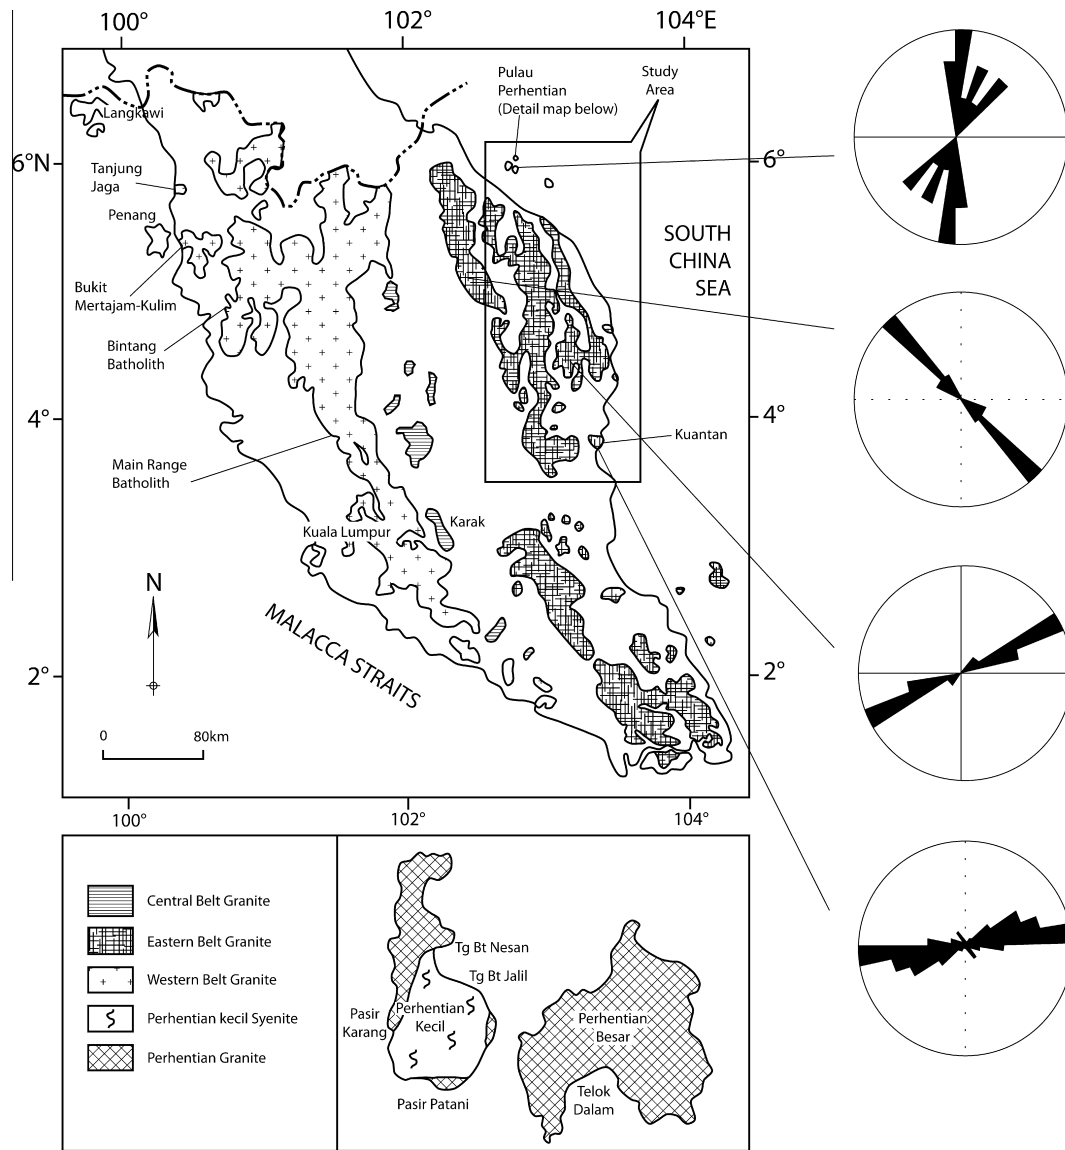 100°
102°
104°E
Pulau
Perhentian
(Detail map below)
Study
Area
Langkawi
6°N
6°
Tanjung
Jaga
Penang
SOUTH
CHINA
SEA
Bukit
Mertajam-Kulim
Bintang
Batholith
4°
4°
Kuantan
Main Range
Batholith
Kuala Lumpur
Karak
N
MALACCA STRAITS
2°
2°
0
80km
100°
102°
104°
Central Belt Granite
Eastern Belt Granite
Western Belt Granite
Perhentian kecil Syenite
Perhentian Granite
Tg Bt Nesan
Tg Bt Jalil
Pasir
Karang
Perhentian
Kecil
Perhentian
Besar
Telok
Dalam
Pasir Patani